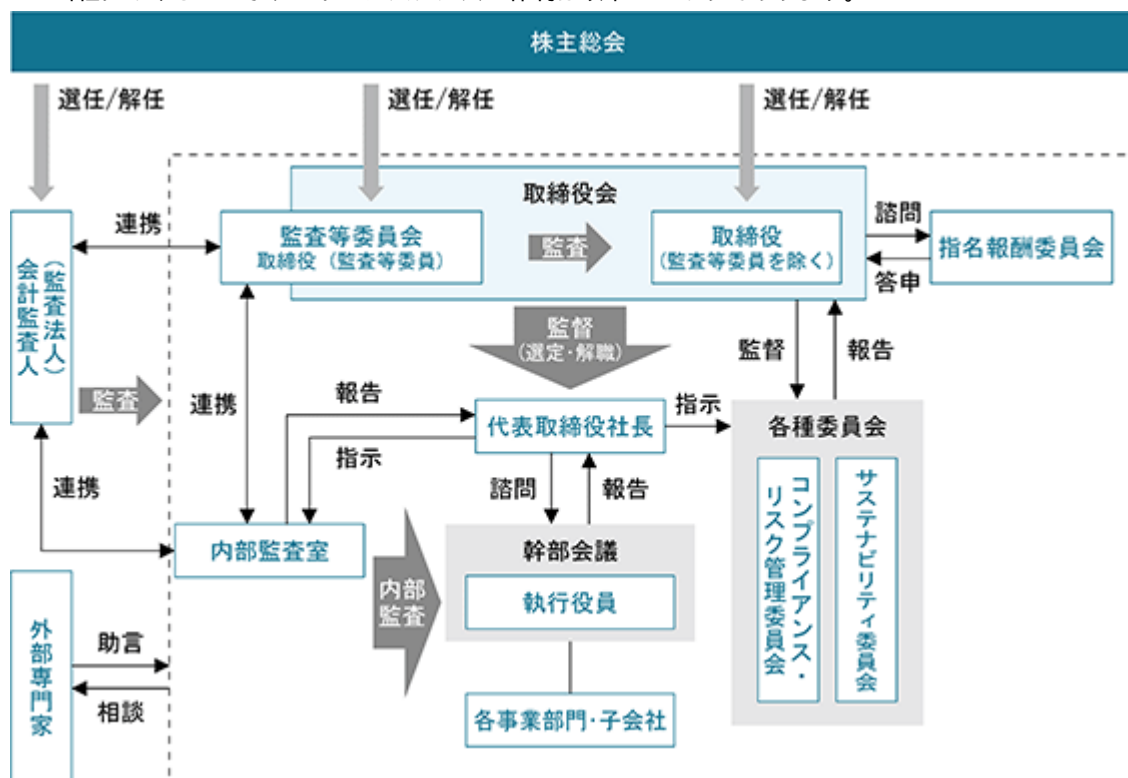 株主総会
選任/解任
選任/解任
選任/解任
取締役会
連携
監査等委員会
取締役（監査等委員）
監査
取締役
(監査等委員を除く)
諮問
答申
指名報酬委員会
会計監査人
（監査法人）
監査
監督
(選定・解職)
監督
報告
連携
報告
指示
代表取締役社長
指示
各種委員会
連携
諮問
報告
コンプライアンス・
リスク管理委員会
サステナビリティ委員会
内部監査室
内部
監査
幹部会議
執行役員
外部専門家
助言
相談
各事業部門・子会社